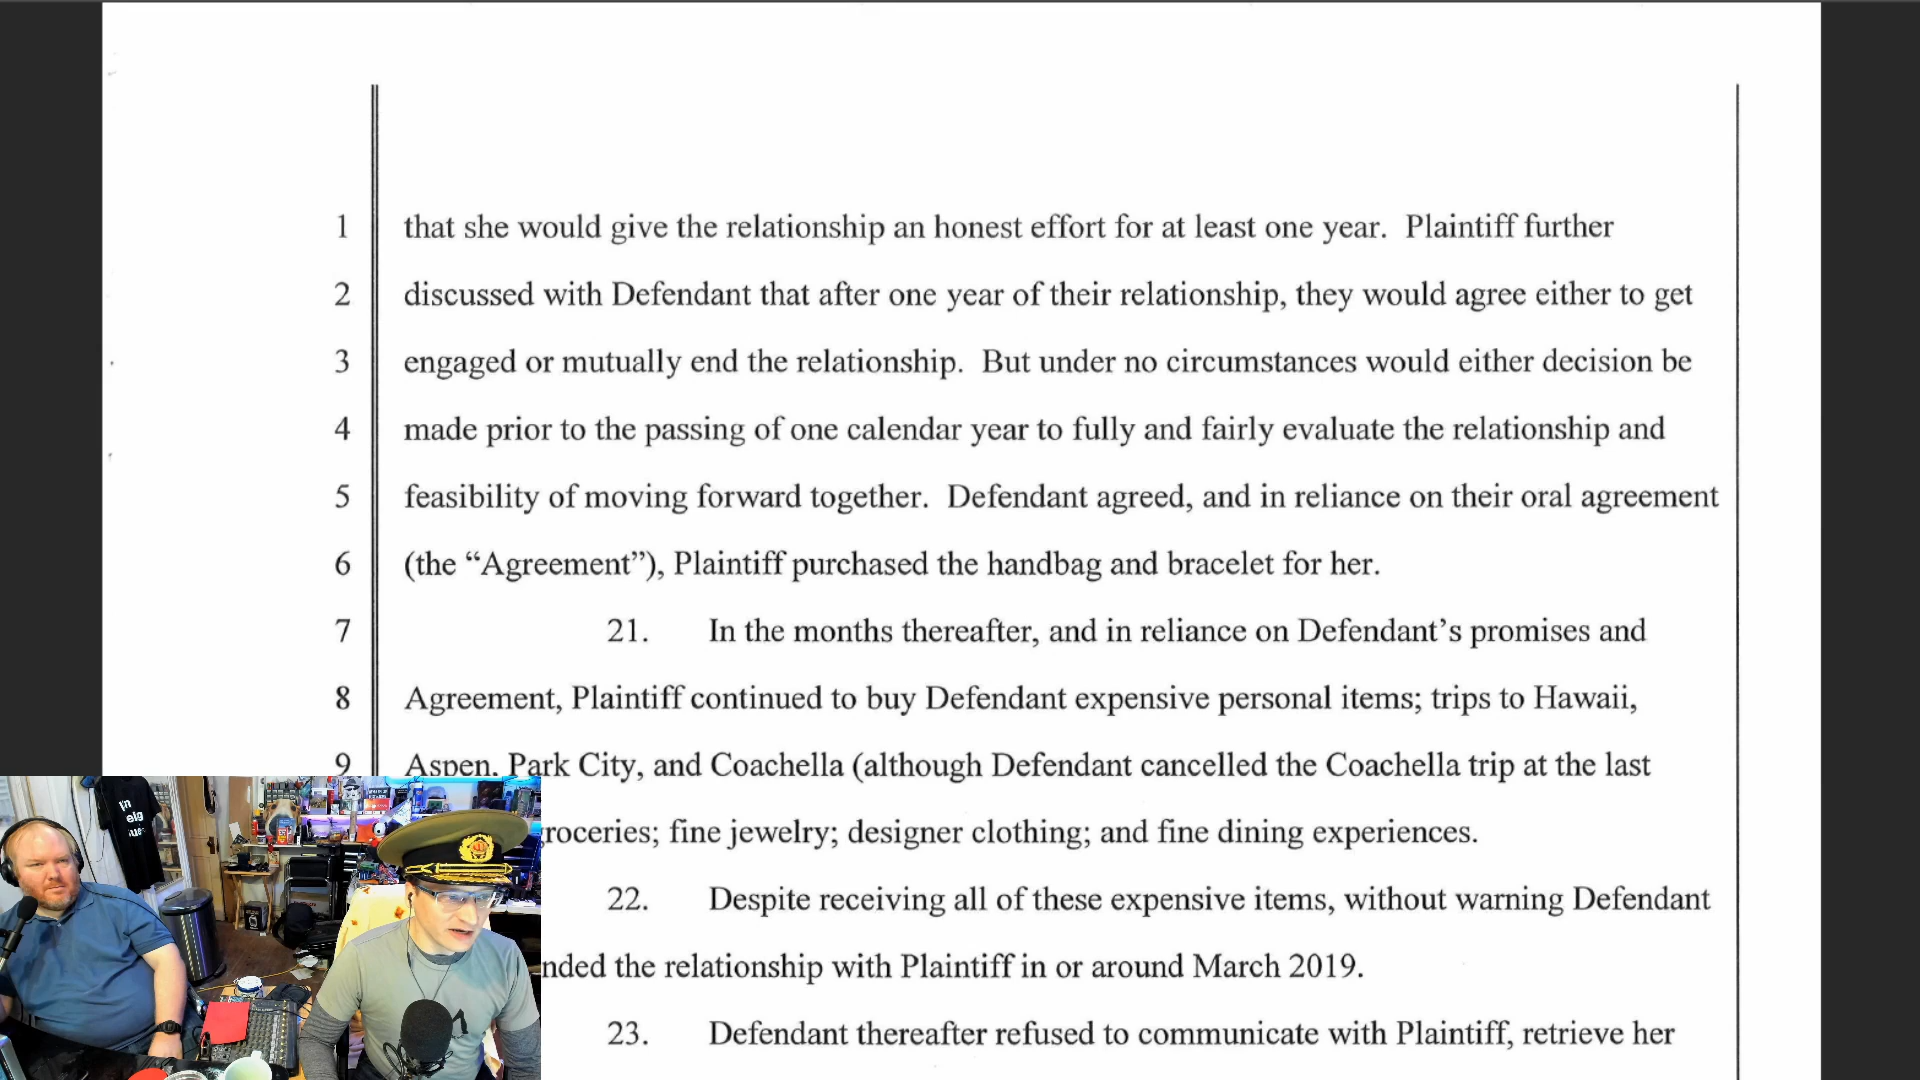 1 that she would give the relationship an honest effort for at least one year. Plaintiff further
2 discussed with Defendant that after one year of their relationship, they would agree either to get
3 engaged or mutually end the relationship. But under no circumstances would either decision be
4 made prior to the passing of one calendar year to fully and fairly evaluate the relationship and
5 feasibility of moving forward together. Defendant agreed, and in reliance on their oral agreement
6 (the “Agreement”), Plaintiff purchased the handbag and bracelet for her.
7 21. In the months thereafter, and in reliance on Defendant’s promises and
8 Agreement, Plaintiff continued to buy Defendant expensive personal items; trips to Hawaii,
9 Aspen, Park City, and Coachella (although Defendant cancelled the Coachella trip at the last
roceries; fine jewelry; designer clothing; and fine dining experiences.
22. Despite receiving all of these expensive items, without warning Defendant
nded the relationship with Plaintiff in or around March 2019.
23. Defendant thereafter refused to communicate with Plaintiff, retrieve her